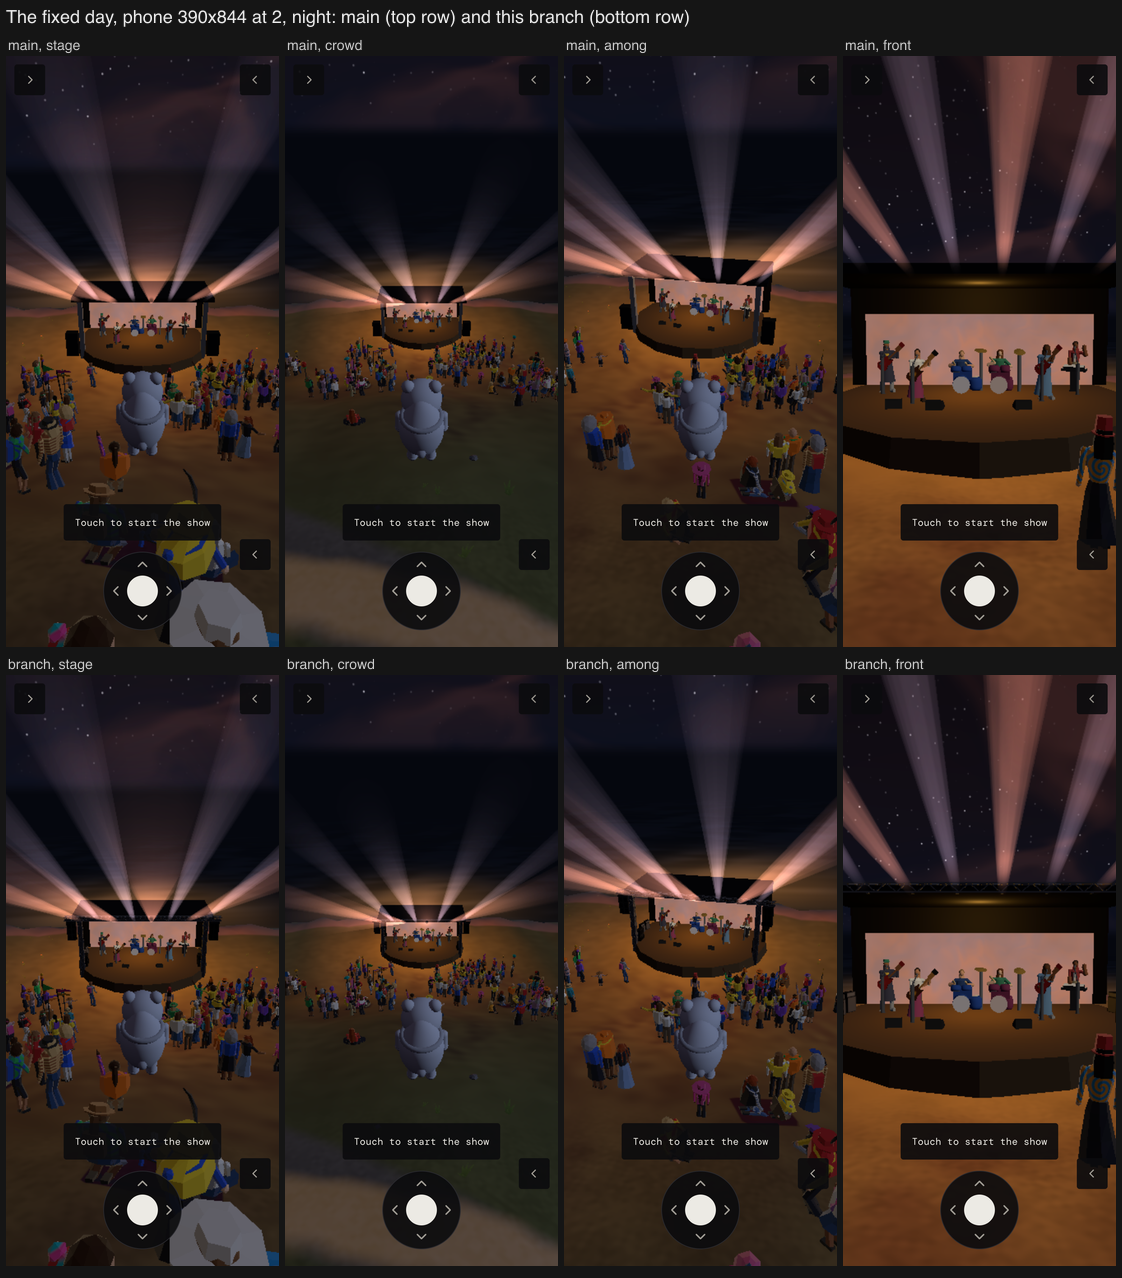 The fixed day, phone 390x844 at 2, night: main (top row) and this branch (bottom row)
main, stage
main, crowd
main, among
main, front
Touch to start the show
Touch to start the show
Touch to start the show
Touch to start the show
branch, stage
branch, crowd
branch, among
branch, front
Touch to start the show
Touch to start the show
Touch to start the show
Touch to start the show